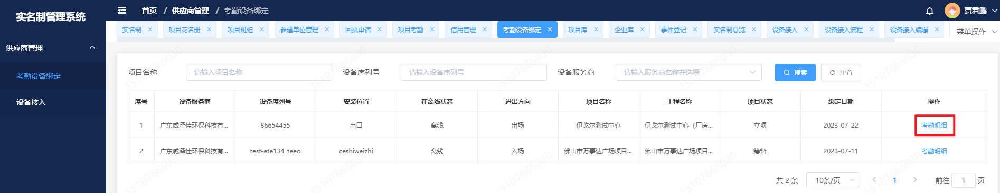 实名制管理系统
首页 / 供应商管理 / 考勤设备绑定
贾君鹏
实名制 × 项目花名册 × 项目班组 × 参建单位管理 × 回执申请 × 项目考勤 × 信用管理 × 考勤设备绑定 × 项目库 × 企业库 × 事件登记 × 实名制总览 × 设备接入 × 设备接入流程 × 设备接入编辑 × 菜单操作
供应商管理
考勤设备绑定
设备接入
项目名称 请输入项目名称 设备序列号 请输入设备序列号 设备服务商 请输入服务商名称并选择 搜索 重置
序号 设备服务商 设备序列号 安装位置 在离线状态 进出方向 项目名称 工程名称 项目状态 绑定日期 操作
1 广东威泽佳环保科技有... 86654455 出口 离线 出场 伊戈尔测试中心 伊戈尔测试中心（厂房... 立项 2023-07-22 考勤明细
2 广东威泽佳环保科技有... test-ete134_teeo ceshiweizhi 离线 入场 佛山市万事达广场项目... 佛山市万事达广场项目... 筹备 2023-07-11 考勤明细
共 2 条 10条/页 1 前往 1 页
15107665030
15107665030
15107665030
15107665030
15107665030
15107665030
15107665030
15107665030